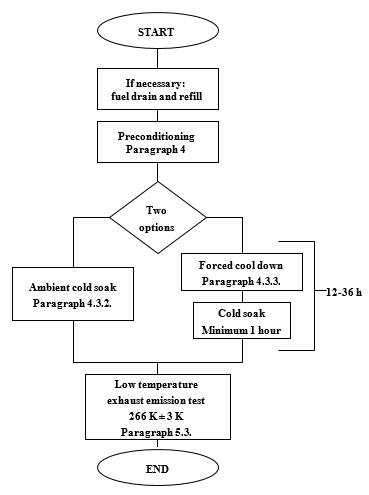 START
If necessary:
fuel drain and refill
Preconditioning
Paragraph 4
Two
options
Ambient cold soak
Paragraph 4.3.2.
Forced cool down
Paragraph 4.3.3.
Cold soak
Minimum 1 hour
12-36 h
Low temperature
exhaust emission test
266 K ± 3 K
Paragraph 5.3.
END